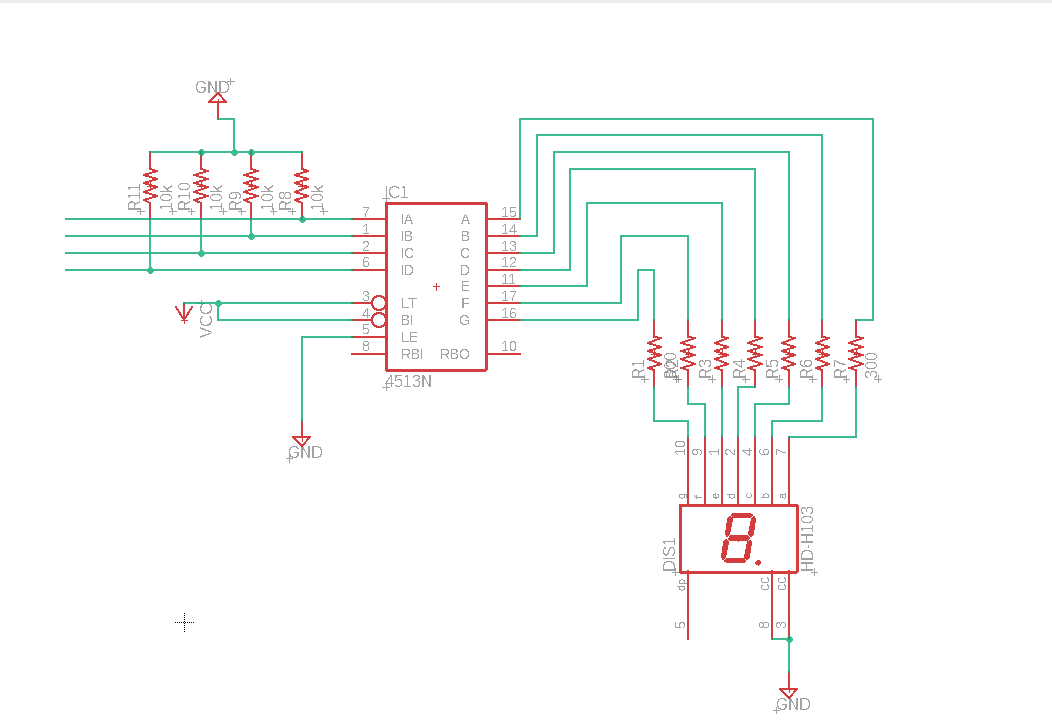 GND
R11
10k
R10
10k
R9
10k
R8
10k
IC1
7 IA A 15
1 IB B 14
2 IC C 13
6 ID D 12
E 11
3 LT F 17
4 BI G 16
5 LE
8 RBI RBO 10
4513N
VCC
GND
R1
R3
R4
R5
R6
R7
300
10 9 1 2 4 6 7
g f e d c b a
DIS1
8.
HD-H103
dp CC CC
5 8 3
GND